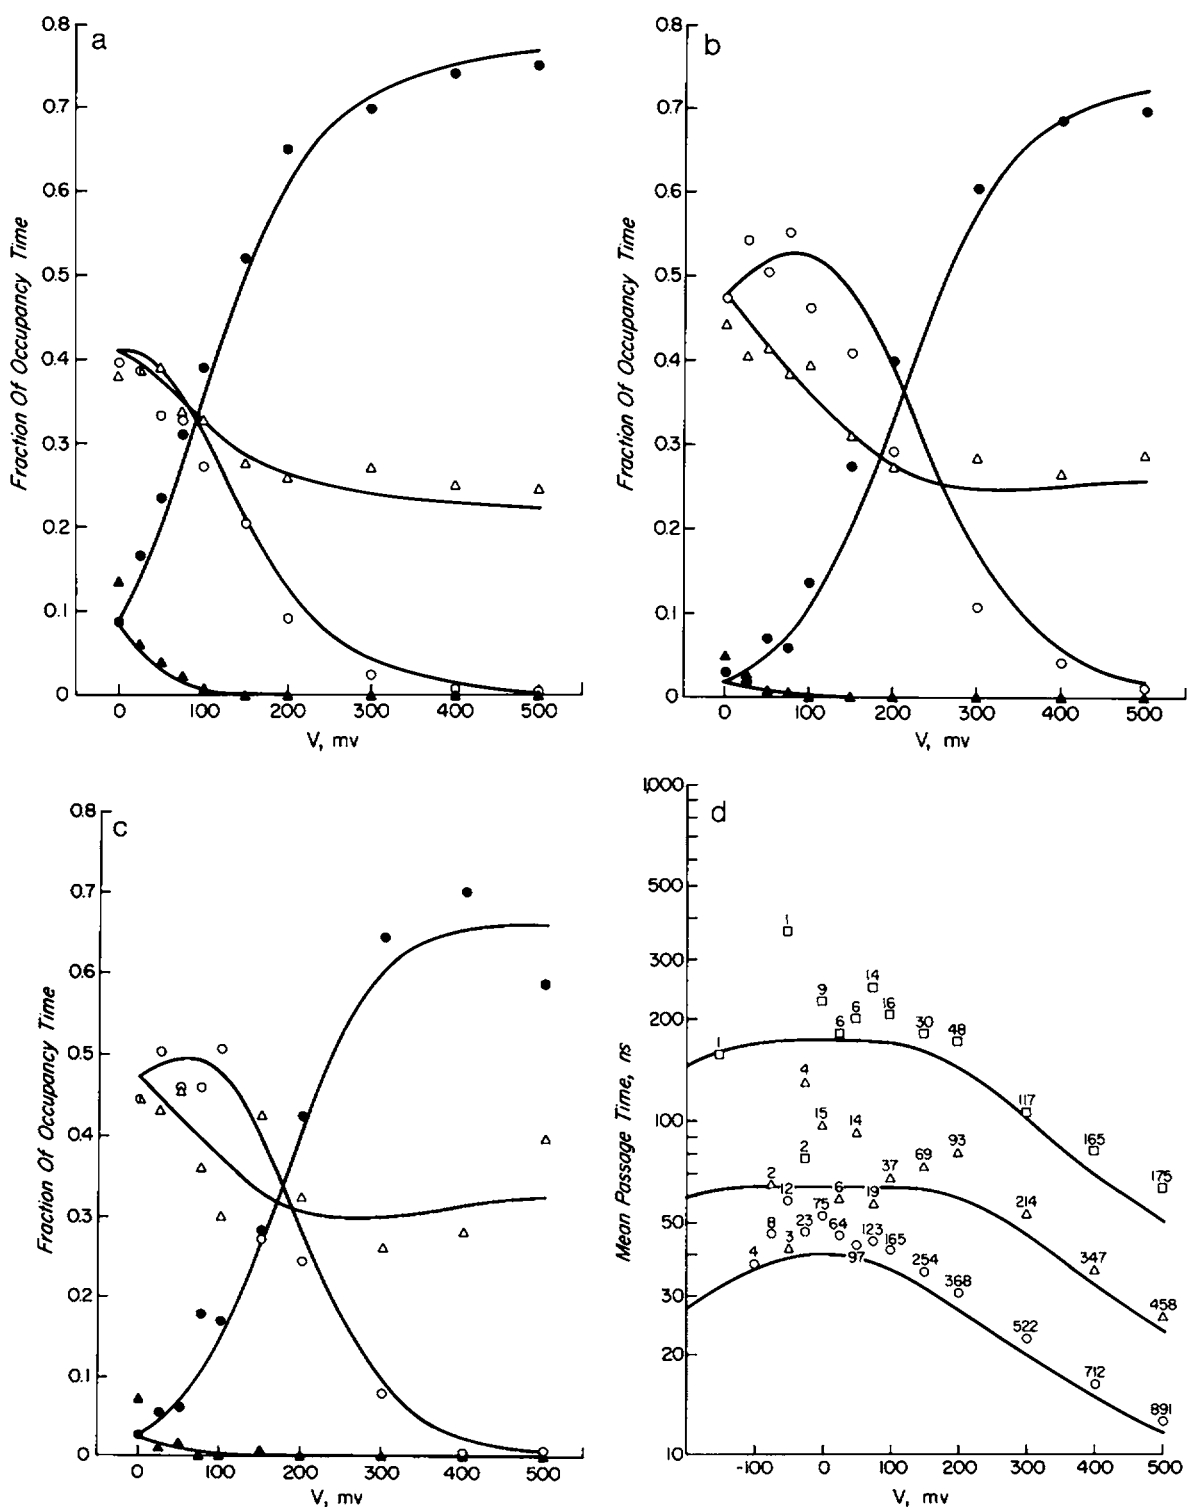 a
0.8
0.7
0.6
0.5
0.4
0.3
0.2
0.1
0
Fraction Of Occupancy Time
0 100 200 300 400 500
V, mv
b
0.8
0.7
0.6
0.5
0.4
0.3
0.2
0.1
0
Fraction Of Occupancy Time
0 100 200 300 400 500
V, mv
c
0.8
0.7
0.6
0.5
0.4
0.3
0.2
0.1
0
Fraction Of Occupancy Time
0 100 200 300 400 500
V, mv
d
1,000
500
300
200
100
50
30
20
10
Mean Passage Time, ns
1 1 9 6 6 14 16 30 48 117 165 175
2 4 2 3 15 6 14 19 37 69 93 214 347 458
4 8 12 23 75 64 97 123 165 254 368 522 712 891
-100 0 100 200 300 400 500
V, mv